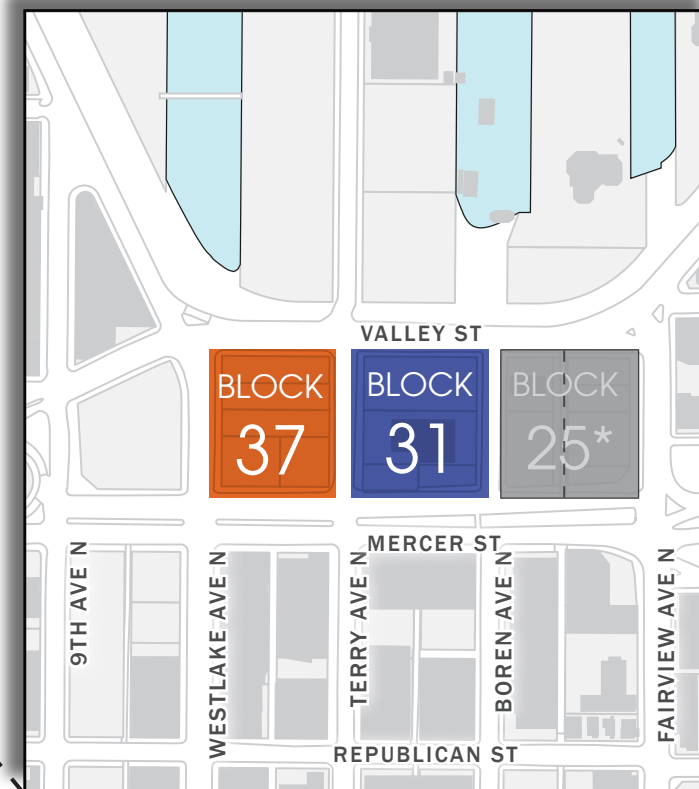 VALLEY ST
BLOCK
37
BLOCK
31
BLOCK
25*
MERCER ST
9TH AVE N
WESTLAKE AVE N
TERRY AVE N
BOREN AVE N
FAIRVIEW AVE N
REPUBLICAN ST